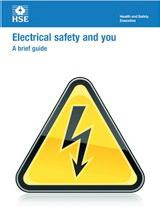 HSE
Health and Safety
Executive
Electrical safety and you
A brief guide